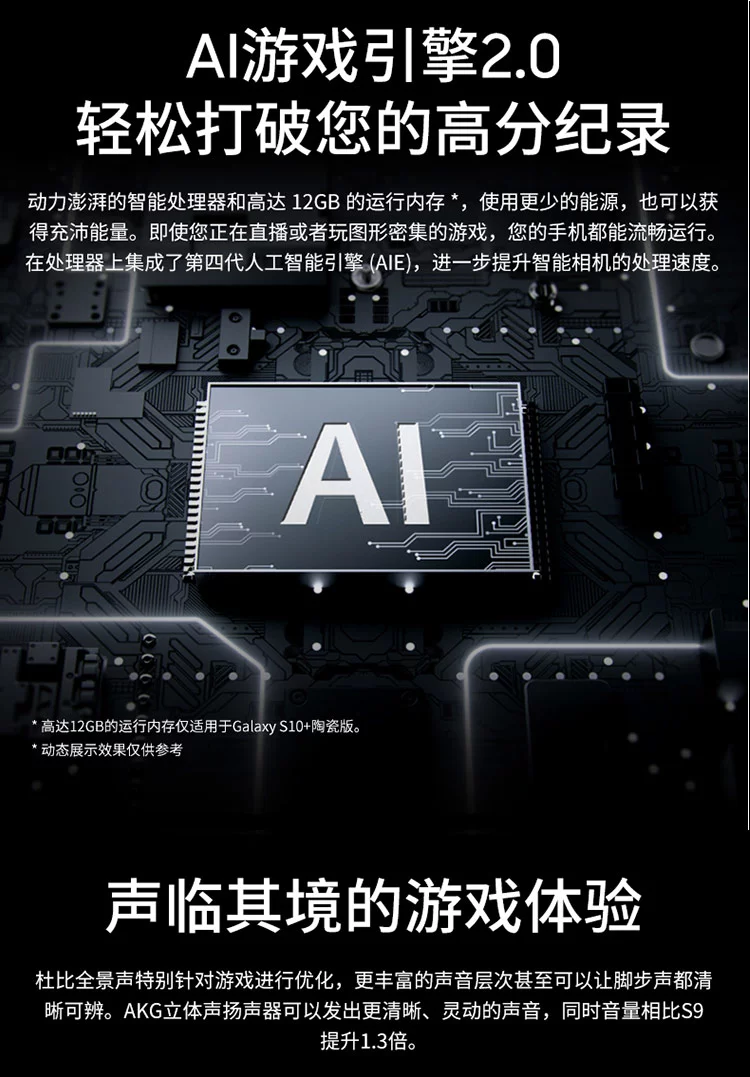 AI游戏引擎2.0
轻松打破您的高分纪录
动力澎湃的智能处理器和高达 12GB 的运行内存 *，使用更少的能源，也可以获
得充沛能量。即使您正在直播或者玩图形密集的游戏，您的手机都能流畅运行。
在处理器上集成了第四代人工智能引擎 (AIE)，进一步提升智能相机的处理速度。
AI
* 高达12GB的运行内存仅适用于Galaxy S10+陶瓷版。
* 动态展示效果仅供参考
声临其境的游戏体验
杜比全景声特别针对游戏进行优化，更丰富的声音层次甚至可以让脚步声都清
晰可辨。AKG立体声扬声器可以发出更清晰、灵动的声音，同时音量相比S9
提升1.3倍。